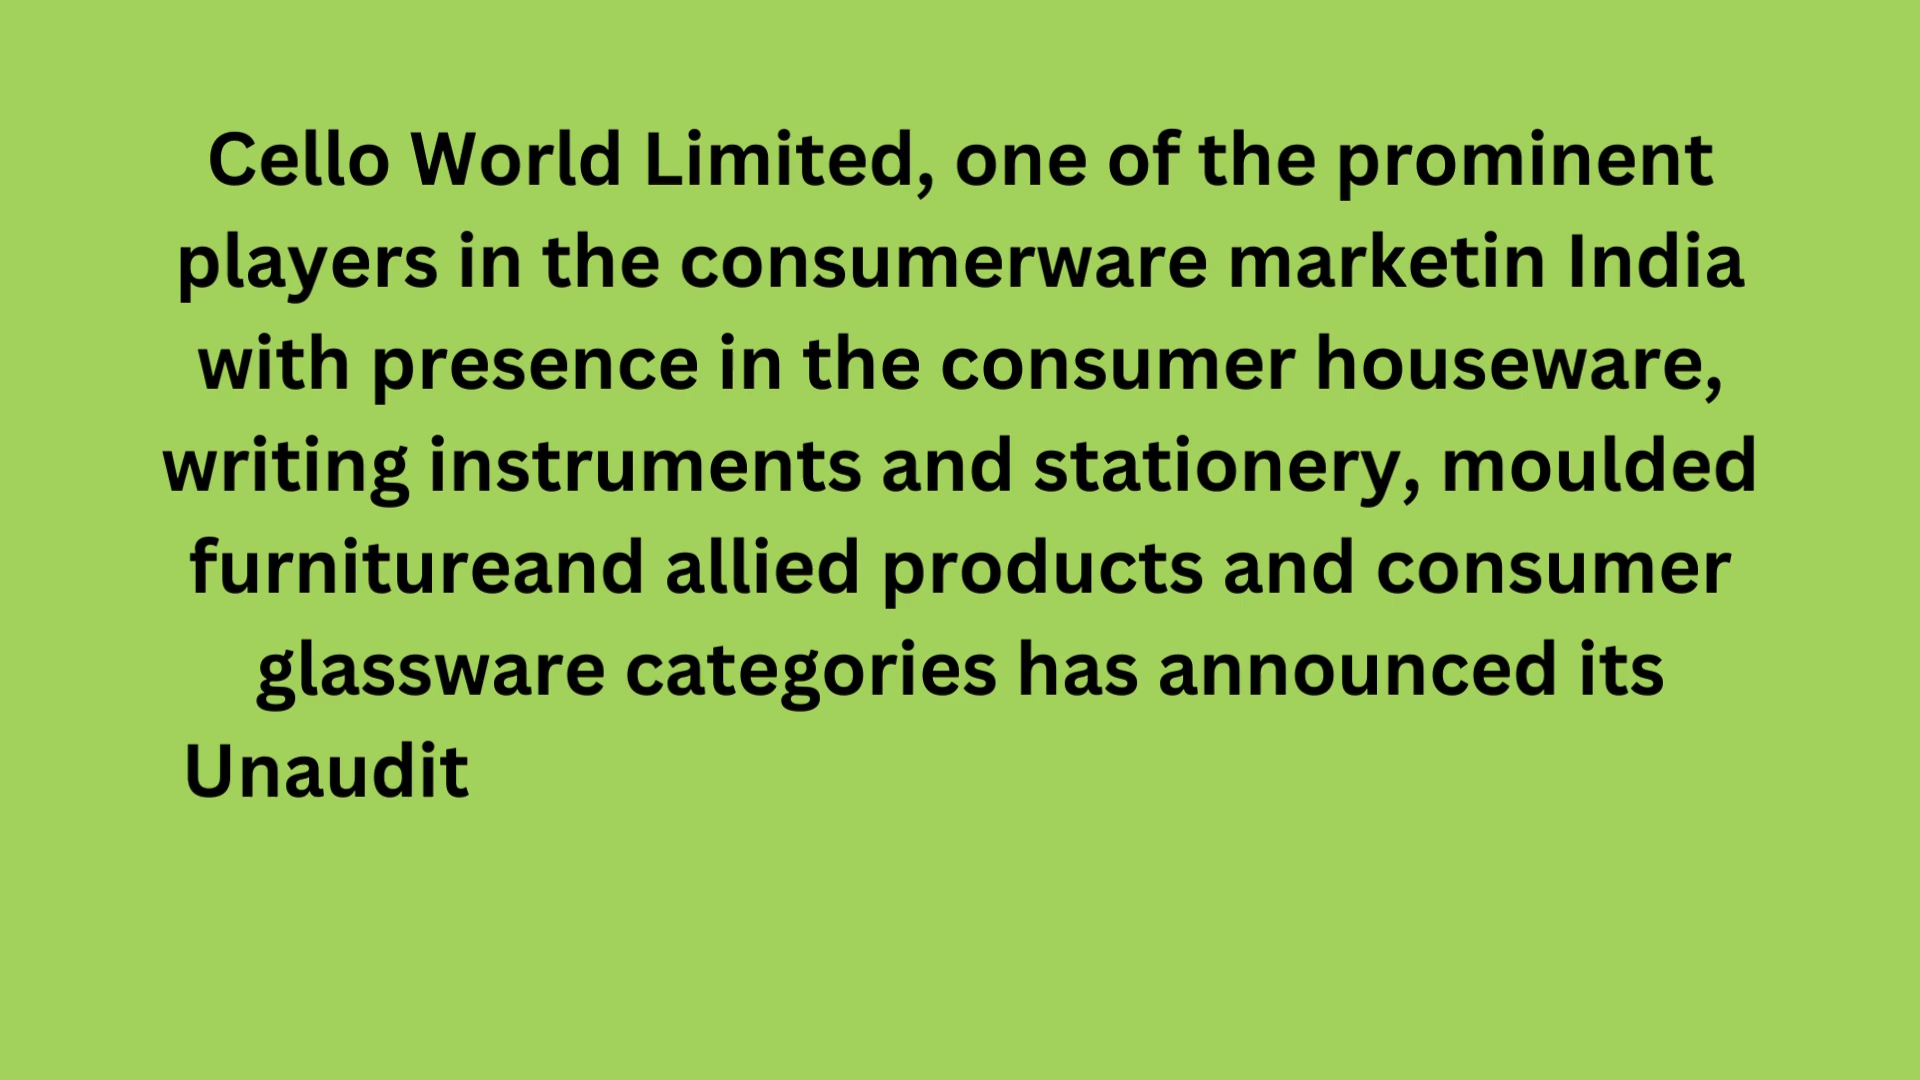 Cello World Limited, one of the prominent
players in the consumerware marketin India
with presence in the consumer houseware,
writing instruments and stationery, moulded
furnitureand allied products and consumer
glassware categories has announced its
Unaudit